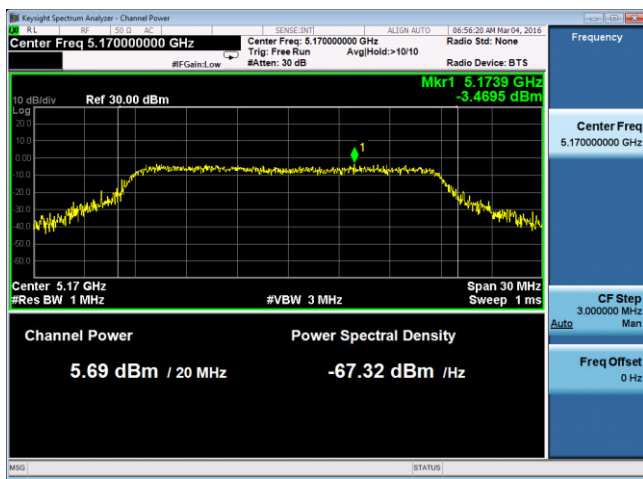 Keysight Spectrum Analyzer - Channel Power
RL RF 50 Ω AC SENSE:INT ALIGN AUTO 06:56:20 AM Mar 04, 2016
Center Freq 5.170000000 GHz
Center Freq: 5.170000000 GHz Radio Std: None
Trig: Free Run Avg|Hold:>10/10
#IFGain:Low #Atten: 30 dB Radio Device: BTS
Mkr1 5.1739 GHz
-3.4695 dBm
10 dB/div Ref 30.00 dBm
Log
20.0
10.0
0.00
-10.0
-20.0
-30.0
-40.0
-50.0
-60.0
1
Center 5.17 GHz Span 30 MHz
#Res BW 1 MHz #VBW 3 MHz Sweep 1 ms
Channel Power Power Spectral Density
5.69 dBm / 20 MHz -67.32 dBm /Hz
MSG STATUS
Frequency
Center Freq
5.170000000 GHz
CF Step
3.000000 MHz
Auto Man
Freq Offset
0 Hz